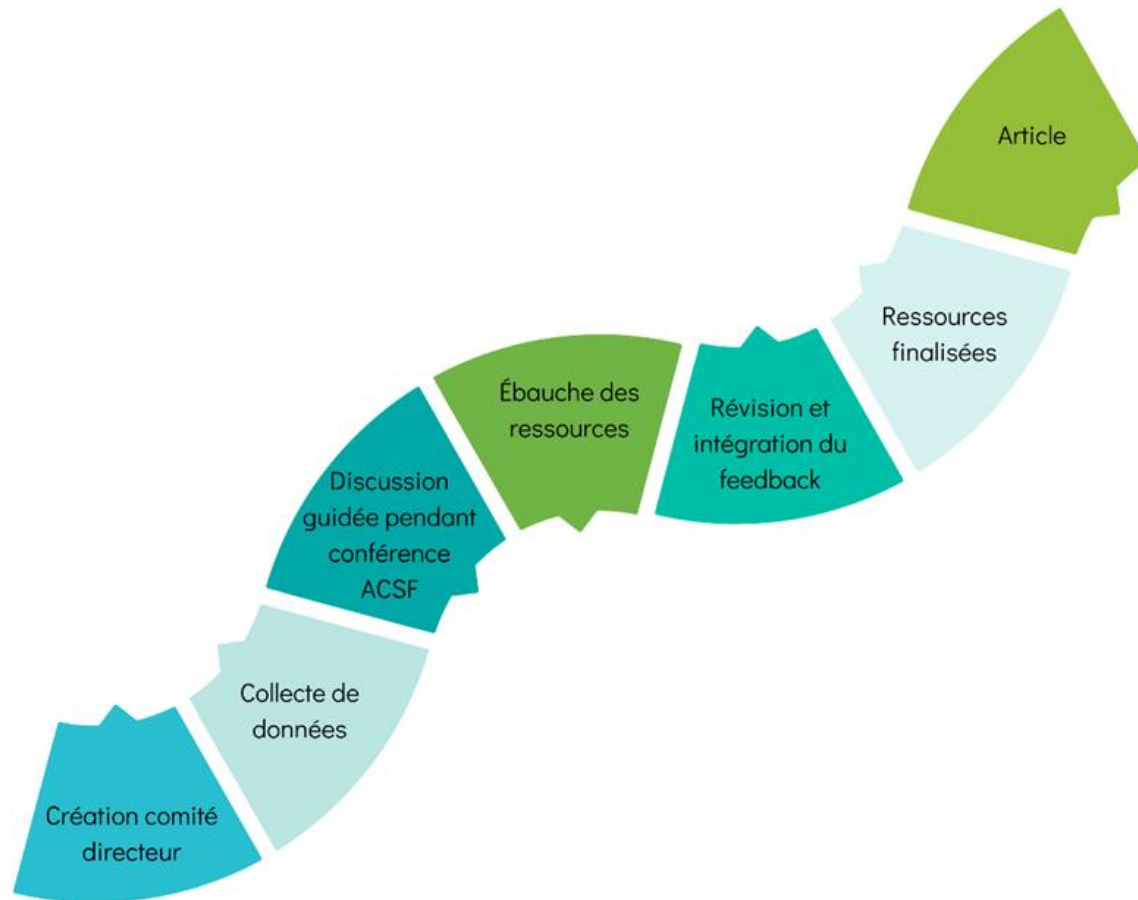 Création comité
directeur
Collecte de
données
Discussion
guidée pendant
conférence
ACSF
Ébauche des
ressources
Révision et
intégration du
feedback
Ressources
finalisées
Article